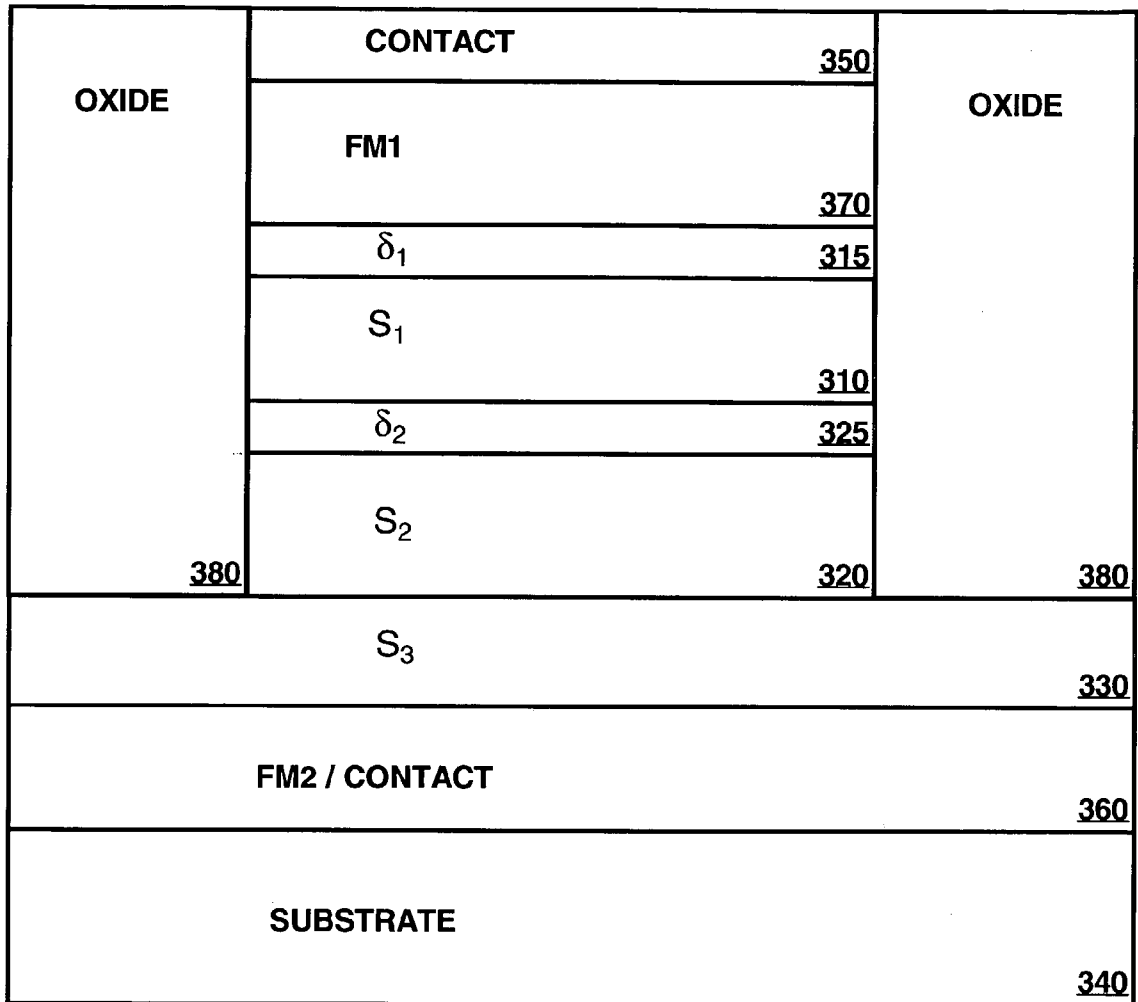 CONTACT
350
OXIDE
OXIDE
FM1
370
δ₁
315
S₁
310
δ₂
325
S₂
380
320
380
S₃
330
FM2 / CONTACT
360
SUBSTRATE
340